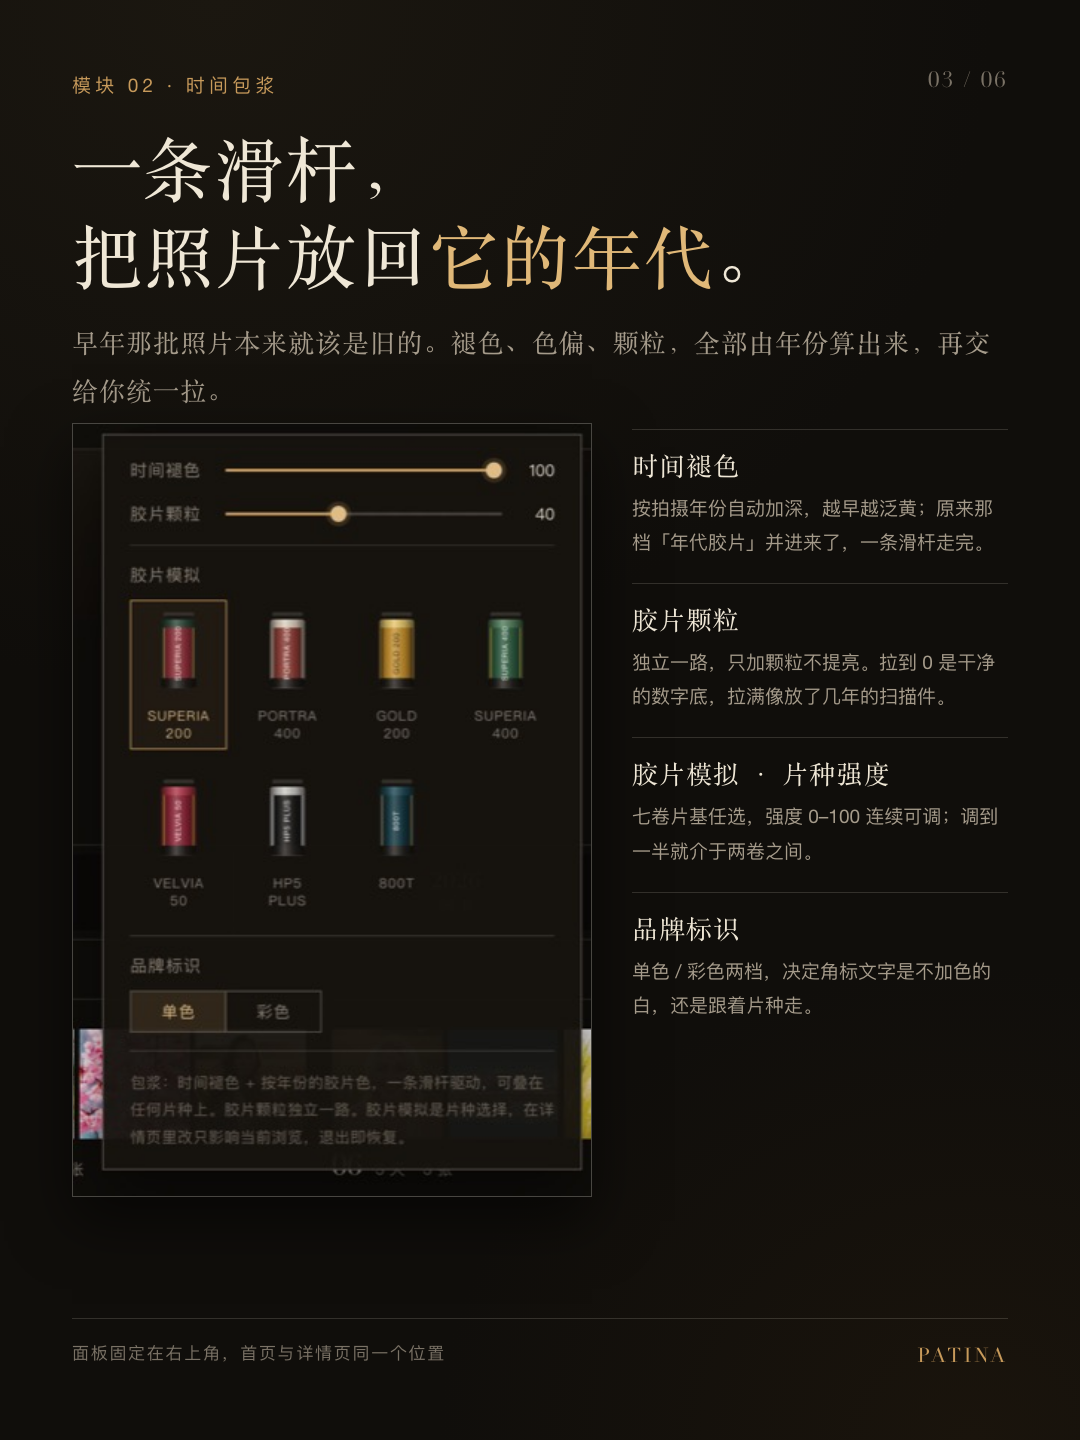 模块 02 · 时间包浆
03 / 06
一条滑杆，
把照片放回它的年代。
早年那批照片本来就该是旧的。褪色、色偏、颗粒，全部由年份算出来，再交
给你统一拉。
时间褪色 100
胶片颗粒 40
胶片模拟
SUPERIA 200
PORTRA 400
GOLD 200
SUPERIA 400
SUPERIA
200
PORTRA
400
GOLD
200
SUPERIA
400
VELVIA 50
HP5 PLUS
800T
VELVIA
50
HP5
PLUS
800T
品牌标识
单色 彩色
包浆：时间褪色 + 按年份的胶片色，一条滑杆驱动，可叠在
任何片种上。胶片颗粒独立一路。胶片模拟是片种选择，在详
情页里改只影响当前浏览，退出即恢复。
时间褪色
按拍摄年份自动加深，越早越泛黄；原来那
档「年代胶片」并进来了，一条滑杆走完。
胶片颗粒
独立一路，只加颗粒不提亮。拉到 0 是干净
的数字底，拉满像放了几年的扫描件。
胶片模拟 · 片种强度
七卷片基任选，强度 0–100 连续可调；调到
一半就介于两卷之间。
品牌标识
单色 / 彩色两档，决定角标文字是不加色的
白，还是跟着片种走。
面板固定在右上角，首页与详情页同一个位置
PATINA